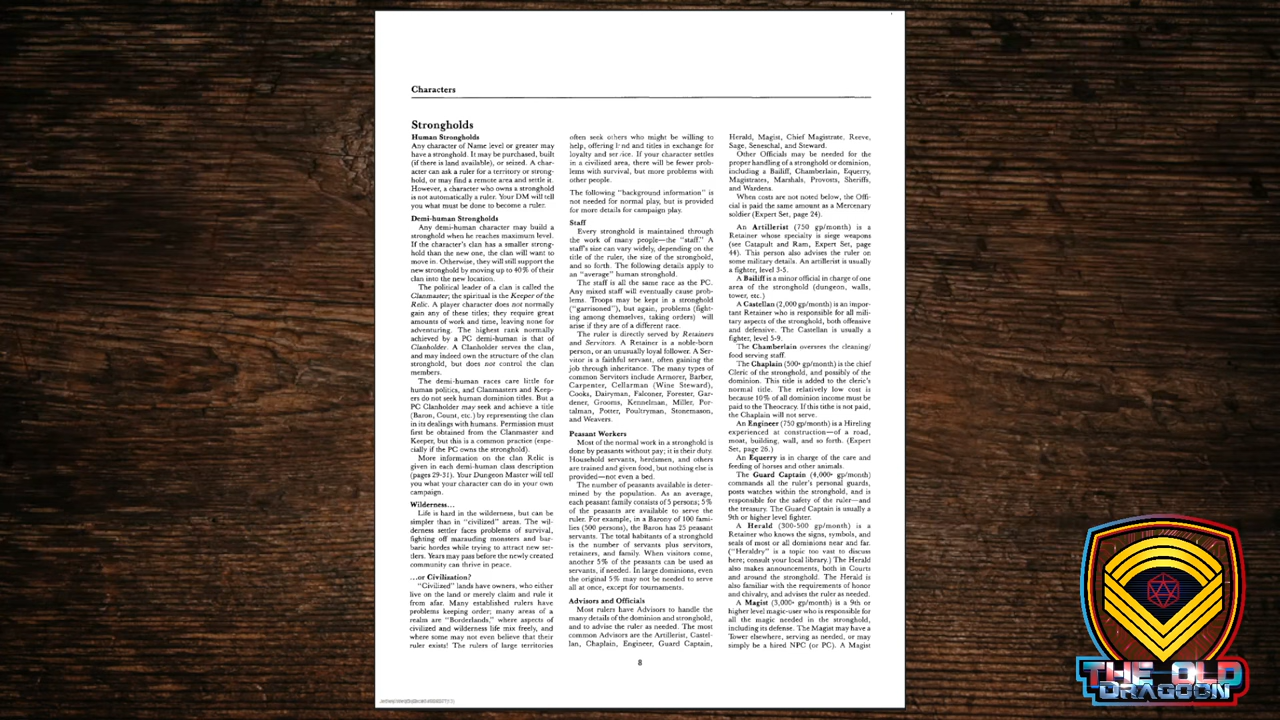 Characters
Strongholds
Human Strongholds
Any character of Name level or greater may
have a stronghold. It may be purchased, built
(if there is land available), or seized. A char-
acter can ask a ruler for a territory or strong-
hold, or may find a remote area and settle it.
However, a character who owns a stronghold
is not automatically a ruler. Your DM will tell
you what must be done to become a ruler.
Demi-human Strongholds
Any demi-human character may build a
stronghold when he reaches maximum level.
If the character's clan has a smaller strong-
hold than the new one, the clan will want to
move in. Otherwise, they will still support the
new stronghold by moving up to 40% of their
clan into the new location.
The political leader of a clan is called the
Clanmaster; the spiritual is the Keeper of the
Relic. A player character does not normally
gain any of these titles; they require great
amounts of work and time, leaving none for
adventuring. The highest rank normally
achieved by a PC demi-human is that of
Clanholder. A Clanholder serves the clan,
and may indeed own the structure of the clan
stronghold, but does not control the clan
members.
The demi-human races care little for
human politics, and Clanmasters and Keep-
ers do not seek human dominion titles. But a
PC Clanholder may seek and achieve a title
(Baron, Count, etc.) by representing the clan
in its dealings with humans. Permission must
first be obtained from the Clanmaster and
Keeper, but this is a common practice (espe-
cially if the PC owns the stronghold).
More information on the clan Relic is
given in each demi-human class description
(pages 29-31). Your Dungeon Master will tell
you what your character can do in your own
campaign.
Wilderness...
Life is hard in the wilderness, but can be
simpler than in "civilized" areas. The wil-
derness settler faces problems of survival,
fighting off marauding monsters and bar-
baric hordes while trying to attract new set-
tlers. Years may pass before the newly created
community can thrive in peace.
...or Civilization?
"Civilized" lands have owners, who either
live on the land or merely claim and rule it
from afar. Many established rulers have
problems keeping order; many areas of a
realm are "Borderlands," where aspects of
civilized and wilderness life mix freely, and
where some may not even believe that their
ruler exists! The rulers of large territories
often seek others who might be willing to
help, offering land and titles in exchange for
loyalty and service. If your character settles
in a civilized area, there will be fewer prob-
lems with survival, but more problems with
other people.
The following "background information" is
not needed for normal play, but is provided
for more details for campaign play.
Staff
Every stronghold is maintained through
the work of many people—the "staff." A
staff's size can vary widely, depending on the
title of the ruler, the size of the stronghold,
and so forth. The following details apply to
an "average" human stronghold.
The staff is all the same race as the PC.
Any mixed staff will eventually cause prob-
lems. Troops may be kept in a stronghold
("garrisoned"), but again, problems (fight-
ing among themselves, taking orders) will
arise if they are of a different race.
The ruler is directly served by Retainers
and Servitors. A Retainer is a noble-born
person, or an unusually loyal follower. A Ser-
vitor is a faithful servant, often gaining the
job through inheritance. The many types of
common Servitors include Armorer, Barber,
Carpenter, Cellarman (Wine Steward),
Cooks, Dairyman, Falconer, Forester, Gar-
dener, Grooms, Kennelman, Miller, Por-
talman, Potter, Poultryman, Stonemason,
and Weavers.
Peasant Workers
Most of the normal work in a stronghold is
done by peasants without pay; it is their duty.
Household servants, herdsmen, and others
are trained and given food, but nothing else is
provided—not even a bed.
The number of peasants available is deter-
mined by the population. As an average,
each peasant family consists of 5 persons; 5%
of the peasants are available to serve the
ruler. For example, in a Barony of 100 fami-
lies (500 persons), the Baron has 25 peasant
servants. The total habitants of a stronghold
is the number of servants plus servitors,
retainers, and family. When visitors come,
another 5% of the peasants can be used as
servants, if needed. In large dominions, even
the original 5% may not be needed to serve
all at once, except for tournaments.
Advisors and Officials
Most rulers have Advisors to handle the
many details of the dominion and stronghold,
and to advise the ruler as needed. The most
common Advisors are the Artillerist, Castel-
lan, Chaplain, Engineer, Guard Captain,
Herald, Magist, Chief Magistrate, Reeve,
Sage, Seneschal, and Steward.
Other Officials may be needed for the
proper handling of a stronghold or dominion,
including a Bailiff, Chamberlain, Equerry,
Magistrates, Marshals, Provosts, Sheriffs,
and Wardens.
When costs are not noted below, the Offi-
cial is paid the same amount as a Mercenary
soldier (Expert Set, page 24).
An Artillerist (750 gp/month) is a
Retainer whose specialty is siege weapons
(see Catapult and Ram, Expert Set, page
44). This person also advises the ruler on
some military details. An artillerist is usually
a fighter, level 3-5.
A Bailiff is a minor official in charge of one
area of the stronghold (dungeon, walls,
tower, etc.)
A Castellan (2,000 gp/month) is an impor-
tant Retainer who is responsible for all mili-
tary aspects of the stronghold, both offensive
and defensive. The Castellan is usually a
fighter, level 5-9.
The Chamberlain oversees the cleaning/
food serving staff.
The Chaplain (500+ gp/month) is the chief
Cleric of the stronghold, and possibly of the
dominion. This title is added to the cleric's
normal title. The relatively low cost is
because 10% of all dominion income must be
paid to the Theocracy. If this tithe is not paid,
the Chaplain will not serve.
An Engineer (750 gp/month) is a Hireling
experienced at construction—of a road,
moat, building, wall, and so forth. (Expert
Set, page 26.)
An Equerry is in charge of the care and
feeding of horses and other animals.
The Guard Captain (4,000+ gp/month)
commands all the ruler's personal guards,
posts watches within the stronghold, and is
responsible for the safety of the ruler—and
the treasury. The Guard Captain is usually a
9th or higher level fighter.
A Herald (300-500 gp/month) is a
Retainer who knows the signs, symbols, and
seals of most or all dominions near and far.
("Heraldry" is a topic too vast to discuss
here; consult your local library.) The Herald
also makes announcements, both in Courts
and around the stronghold. The Herald is
also familiar with the requirements of honor
and chivalry, and advises the ruler as needed.
A Magist (3,000+ gp/month) is a 9th or
higher level magic-user who is responsible for
all the magic needed in the stronghold,
including its defense. The Magist may have a
Tower elsewhere, serving as needed, or may
simply be a hired NPC (or PC). A Magist
8
THE OLD
DRAGOON